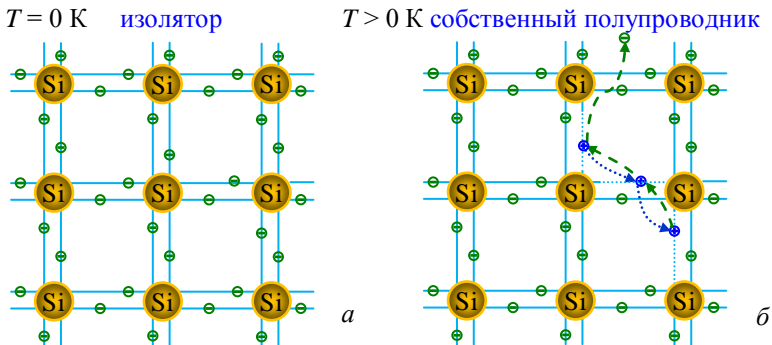 T = 0 К изолятор
T > 0 К собственный полупроводник
Si Si Si
Si Si Si
Si Si Si
а
Si Si Si
Si Si Si
Si Si Si
б